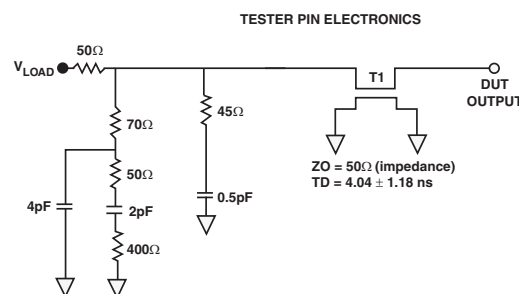 TESTER PIN ELECTRONICS
50Ω
V_LOAD
T1
DUT
OUTPUT
70Ω
45Ω
50Ω
ZO = 50Ω (impedance)
TD = 4.04 ± 1.18 ns
4pF
2pF
0.5pF
400Ω